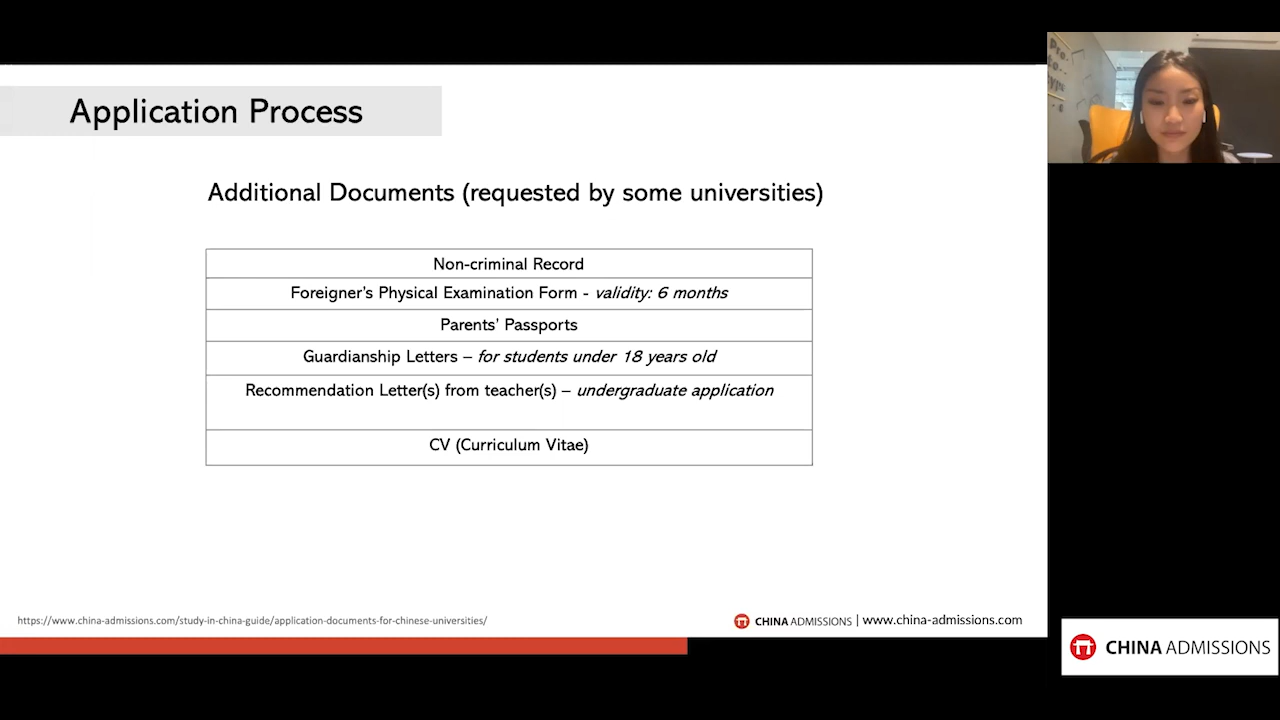 Application Process
Additional Documents (requested by some universities)
Non-criminal Record
Foreigner's Physical Examination Form - validity: 6 months
Parents' Passports
Guardianship Letters – for students under 18 years old
Recommendation Letter(s) from teacher(s) – undergraduate application
CV (Curriculum Vitae)
https://www.china-admissions.com/study-in-china-guide/application-documents-for-chinese-universities/
CHINA ADMISSIONS | www.china-admissions.com
pro-
to-
type
CHINA ADMISSIONS